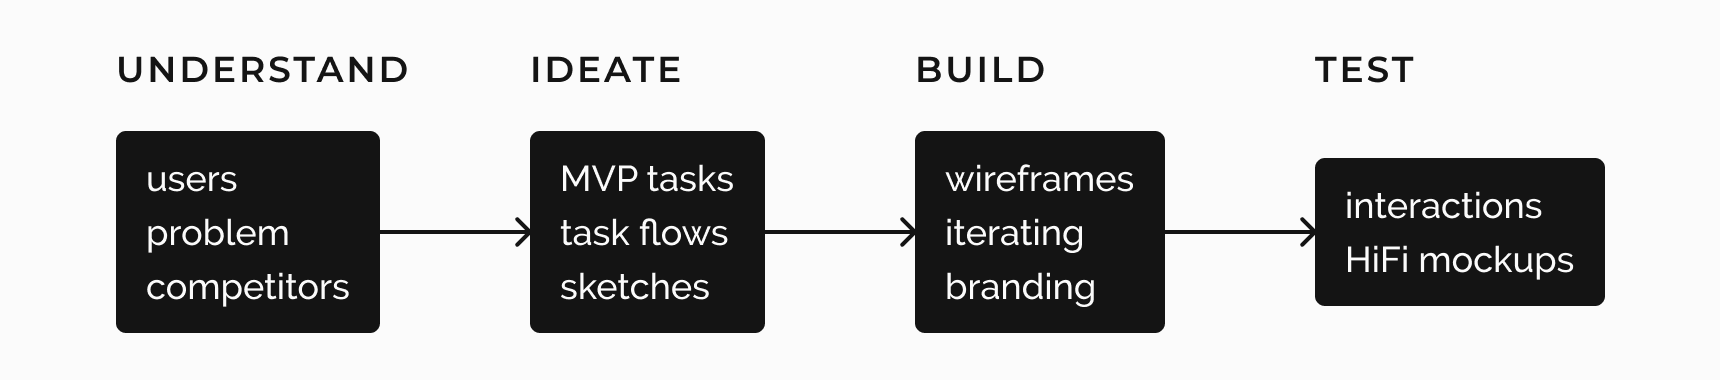 UNDERSTAND
users
problem
competitors
IDEATE
MVP tasks
task flows
sketches
BUILD
wireframes
iterating
branding
TEST
interactions
HiFi mockups